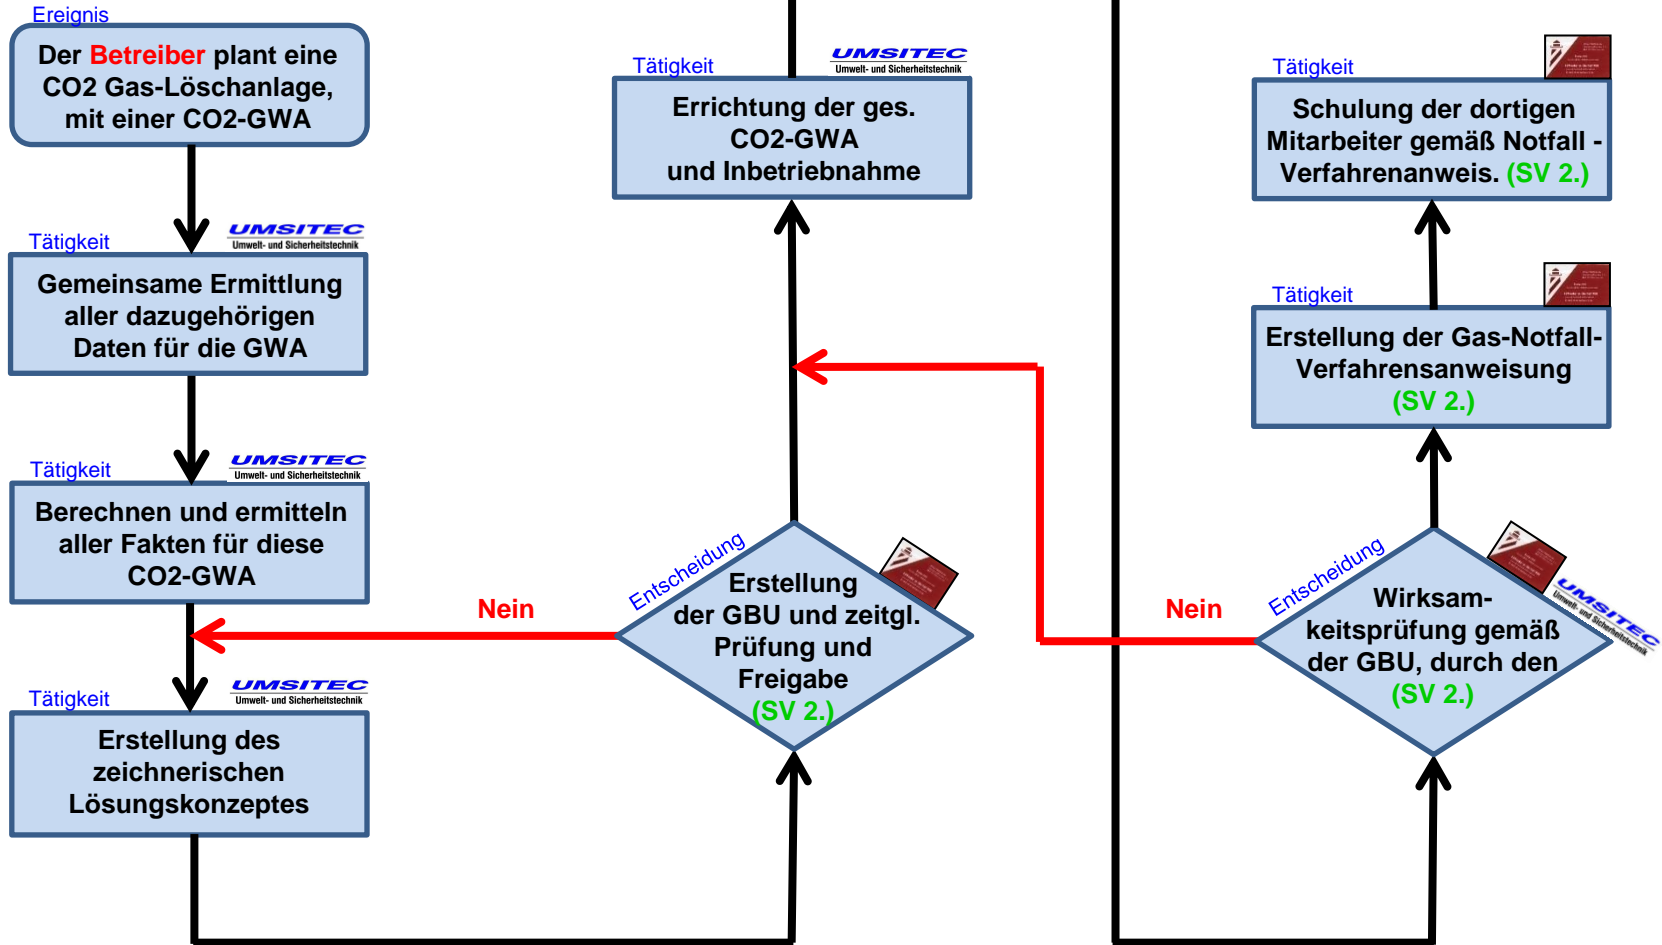 Ereignis
Der Betreiber plant eine
CO2 Gas-Löschanlage,
mit einer CO2-GWA
Tätigkeit
UMSITEC
Umwelt- und Sicherheitstechnik
Gemeinsame Ermittlung
aller dazugehörigen
Daten für die GWA
Tätigkeit
UMSITEC
Umwelt- und Sicherheitstechnik
Berechnen und ermitteln
aller Fakten für diese
CO2-GWA
Tätigkeit
UMSITEC
Umwelt- und Sicherheitstechnik
Erstellung des
zeichnerischen
Lösungskonzeptes
Nein
Entscheidung
Erstellung
der GBU und zeitgl.
Prüfung und
Freigabe
(SV 2.)
Tätigkeit
UMSITEC
Umwelt- und Sicherheitstechnik
Errichtung der ges.
CO2-GWA
und Inbetriebnahme
Nein
Entscheidung
UMSITEC
Umwelt- und Sicherheitstechnik
Wirksam-
keitsprüfung gemäß
der GBU, durch den
(SV 2.)
Tätigkeit
Erstellung der Gas-Notfall-
Verfahrensanweisung
(SV 2.)
Tätigkeit
Schulung der dortigen
Mitarbeiter gemäß Notfall -
Verfahrenanweis. (SV 2.)